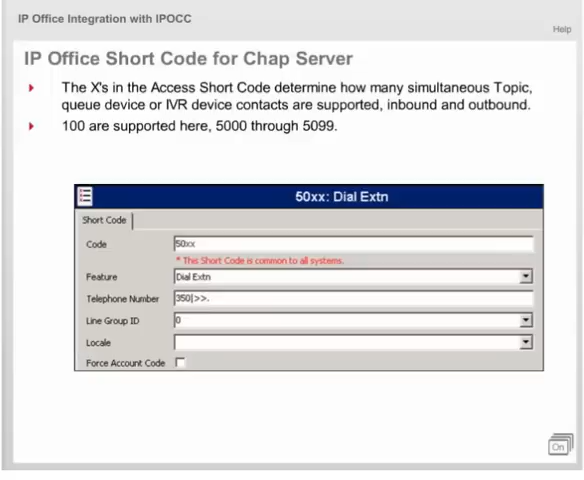 IP Office Integration with IPOCC
Help
IP Office Short Code for Chap Server
The X's in the Access Short Code determine how many simultaneous Topic,
queue device or IVR device contacts are supported, inbound and outbound.
100 are supported here, 5000 through 5099.
50xx: Dial Extn
Short Code
Code 50xx
* This Short Code is common to all systems.
Feature Dial Extn
Telephone Number 350|>>.
Line Group ID 0
Locale
Force Account Code
On